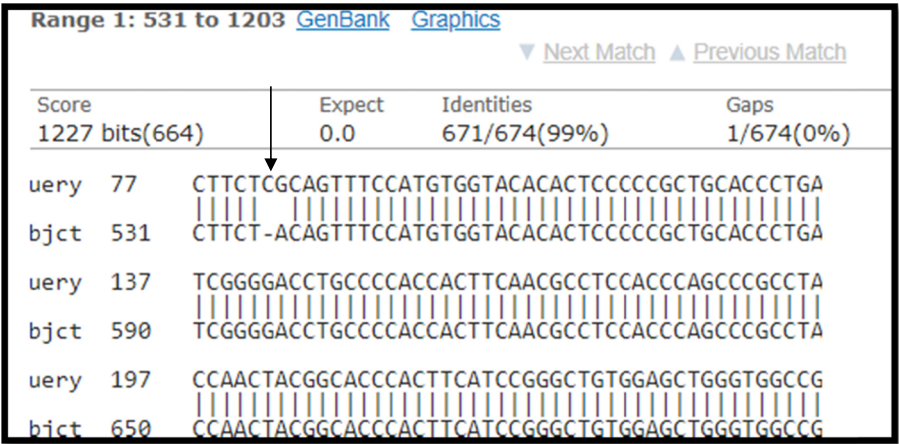 Range 1: 531 to 1203 GenBank Graphics
▼ Next Match ▲ Previous Match
Score Expect Identities Gaps
1227 bits(664) 0.0 671/674(99%) 1/674(0%)
uery 77 CTTCTCGCAGTTTCCATGTGGTACACACTCCCCCGCTGCACCCTGA
bjct 531 CTTCT-ACAGTTTCCATGTGGTACACACTCCCCCGCTGCACCCTGA
uery 137 TCGGGGACCTGCCCCACCACTTCAACGCCTCCACCCAGCCCGCCTA
bjct 590 TCGGGGACCTGCCCCACCACTTCAACGCCTCCACCCAGCCCGCCTA
uery 197 CCAACTACGGCACCCACTTCATCCGGGCTGTGGAGCTGGGTGGCCG
bjct 650 CCAACTACGGCACCCACTTCATCCGGGCTGTGGAGCTGGGTGGCCG